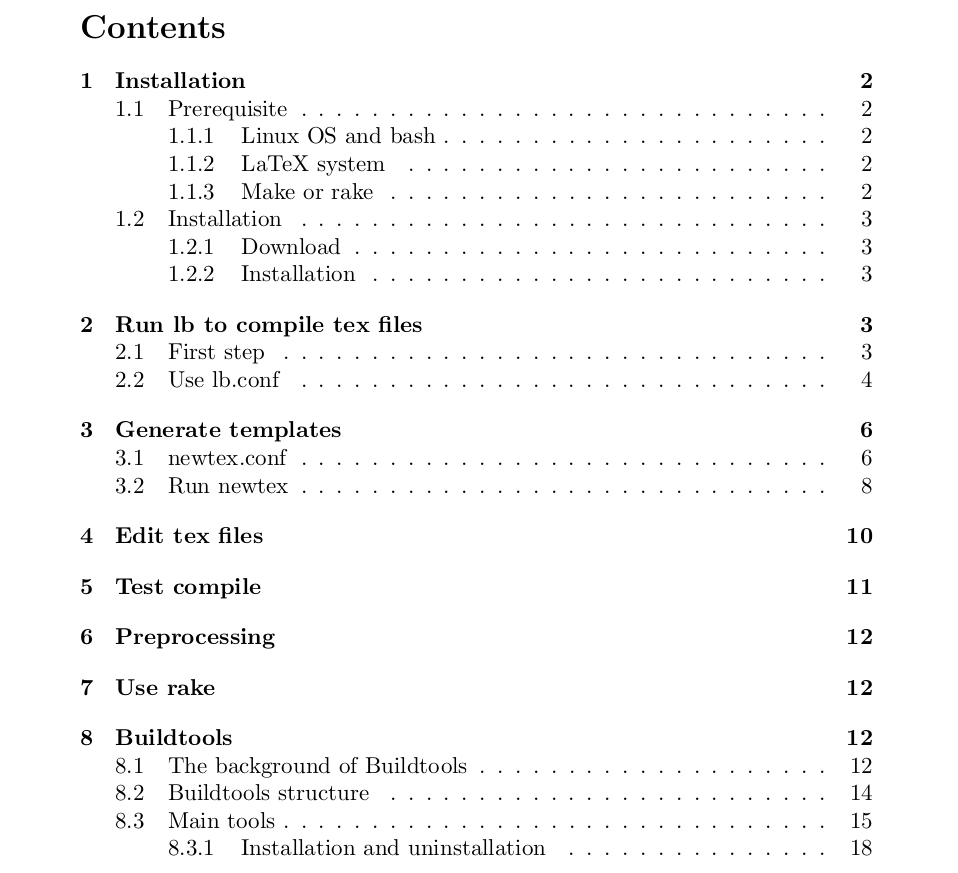 Contents
1 Installation 2
1.1 Prerequisite . . . . . . . . . . . . . . . . . . . . . . . . . . . . . . 2
1.1.1 Linux OS and bash . . . . . . . . . . . . . . . . . . . . . . 2
1.1.2 LaTeX system . . . . . . . . . . . . . . . . . . . . . . . . 2
1.1.3 Make or rake . . . . . . . . . . . . . . . . . . . . . . . . . 2
1.2 Installation . . . . . . . . . . . . . . . . . . . . . . . . . . . . . . 3
1.2.1 Download . . . . . . . . . . . . . . . . . . . . . . . . . . . 3
1.2.2 Installation . . . . . . . . . . . . . . . . . . . . . . . . . . 3
2 Run lb to compile tex files 3
2.1 First step . . . . . . . . . . . . . . . . . . . . . . . . . . . . . . . 3
2.2 Use lb.conf . . . . . . . . . . . . . . . . . . . . . . . . . . . . . . 4
3 Generate templates 6
3.1 newtex.conf . . . . . . . . . . . . . . . . . . . . . . . . . . . . . . 6
3.2 Run newtex . . . . . . . . . . . . . . . . . . . . . . . . . . . . . . 8
4 Edit tex files 10
5 Test compile 11
6 Preprocessing 12
7 Use rake 12
8 Buildtools 12
8.1 The background of Buildtools . . . . . . . . . . . . . . . . . . . . 12
8.2 Buildtools structure . . . . . . . . . . . . . . . . . . . . . . . . . 14
8.3 Main tools . . . . . . . . . . . . . . . . . . . . . . . . . . . . . . . 15
8.3.1 Installation and uninstallation . . . . . . . . . . . . . . . 18